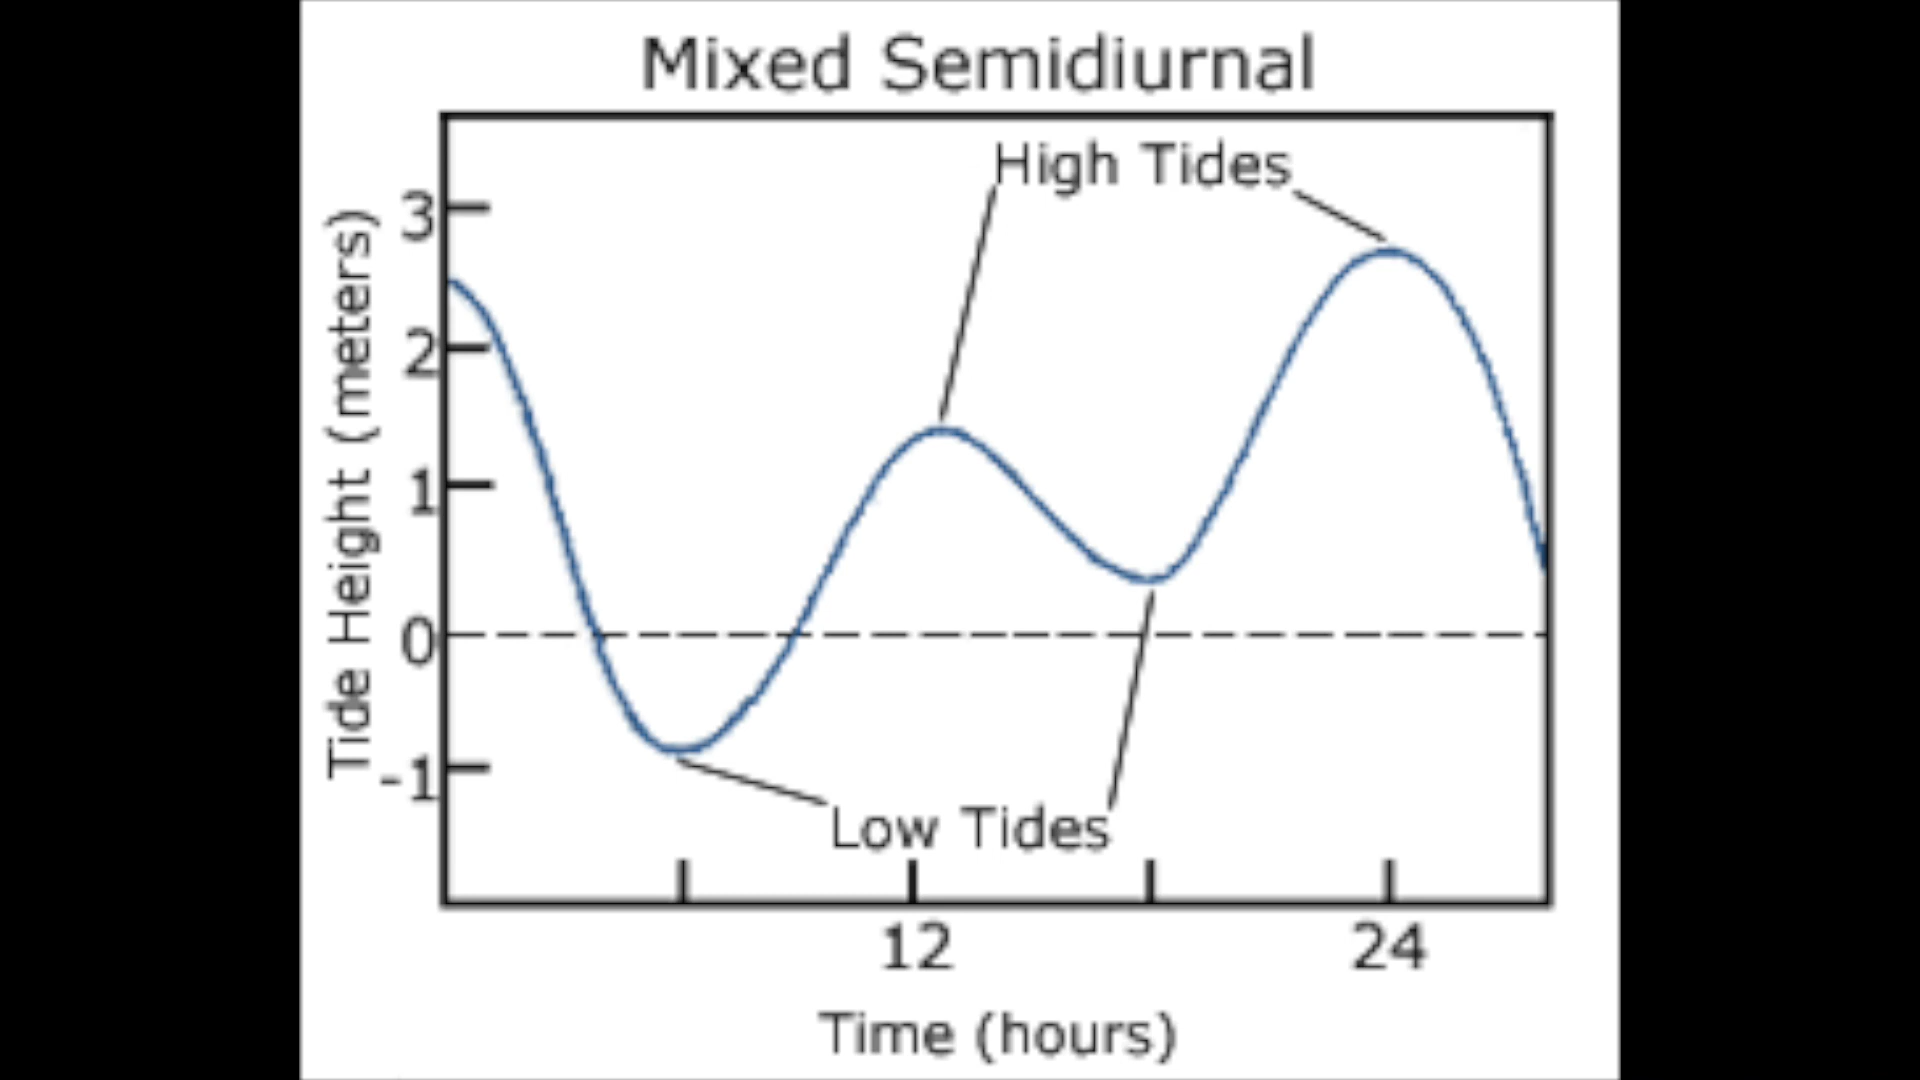 Mixed Semidiurnal
High Tides
3
2
1
0
-1
Tide Height (meters)
Low Tides
12
24
Time (hours)